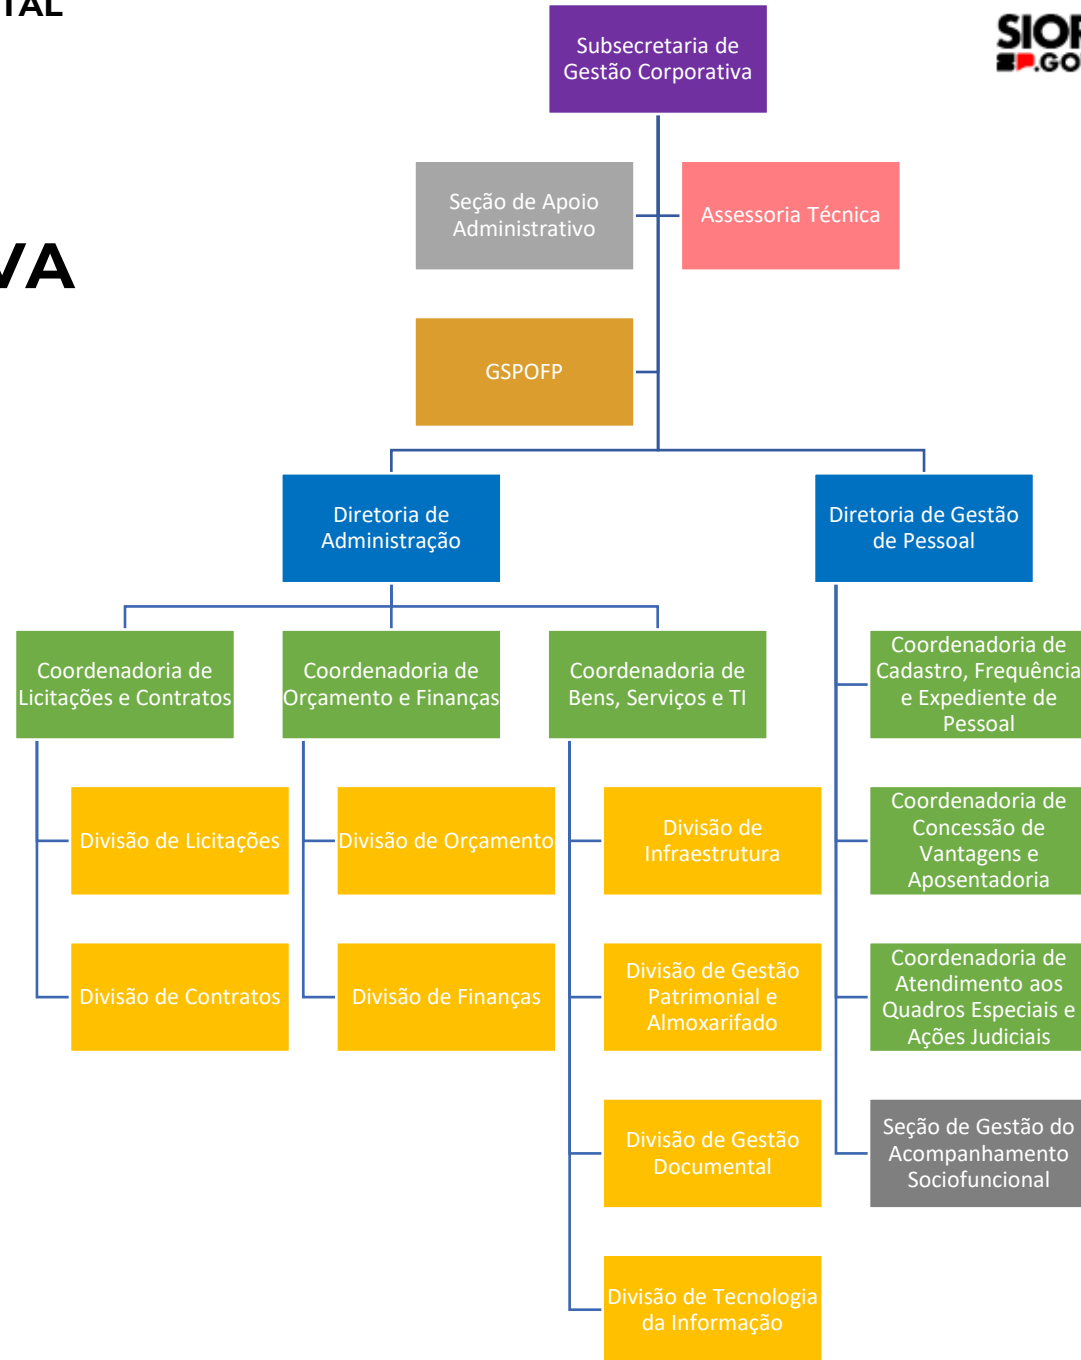 TAL
SIOP
.GO
Subsecretaria de
Gestão Corporativa
Seção de Apoio
Administrativo
Assessoria Técnica
VA
GSPOFP
Diretoria de
Administração
Diretoria de Gestão
de Pessoal
Coordenadoria de
Licitações e Contratos
Coordenadoria de
Orçamento e Finanças
Coordenadoria de
Bens, Serviços e TI
Coordenadoria de
Cadastro, Frequência
e Expediente de
Pessoal
Divisão de Licitações
Divisão de Orçamento
Divisão de
Infraestrutura
Coordenadoria de
Concessão de
Vantagens e
Aposentadoria
Divisão de Contratos
Divisão de Finanças
Divisão de Gestão
Patrimonial e
Almoxarifado
Coordenadoria de
Atendimento aos
Quadros Especiais e
Ações Judiciais
Divisão de Gestão
Documental
Seção de Gestão do
Acompanhamento
Sociofuncional
Divisão de Tecnologia
da Informação